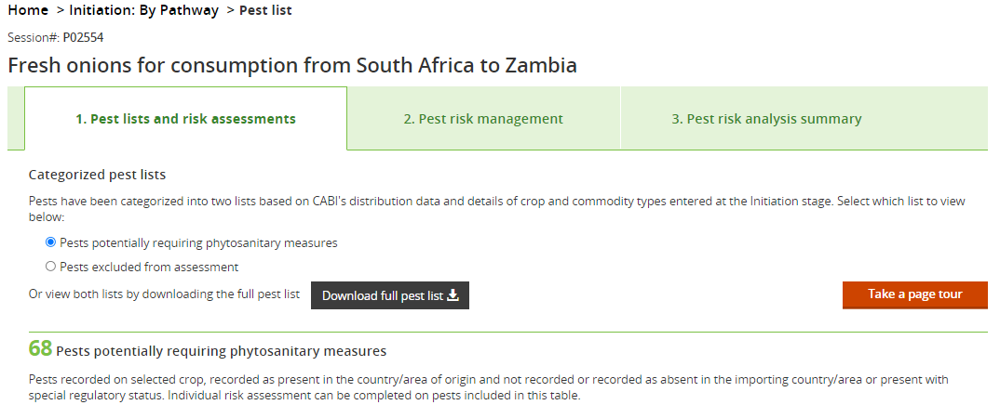 Home > Initiation: By Pathway > Pest list
Session#: P02554
Fresh onions for consumption from South Africa to Zambia
1. Pest lists and risk assessments
2. Pest risk management
3. Pest risk analysis summary
Categorized pest lists
Pests have been categorized into two lists based on CABI's distribution data and details of crop and commodity types entered at the Initiation stage. Select which list to view
below:
Pests potentially requiring phytosanitary measures
Pests excluded from assessment
Or view both lists by downloading the full pest list
Download full pest list
Take a page tour
68 Pests potentially requiring phytosanitary measures
Pests recorded on selected crop, recorded as present in the country/area of origin and not recorded or recorded as absent in the importing country/area or present with
special regulatory status. Individual risk assessment can be completed on pests included in this table.